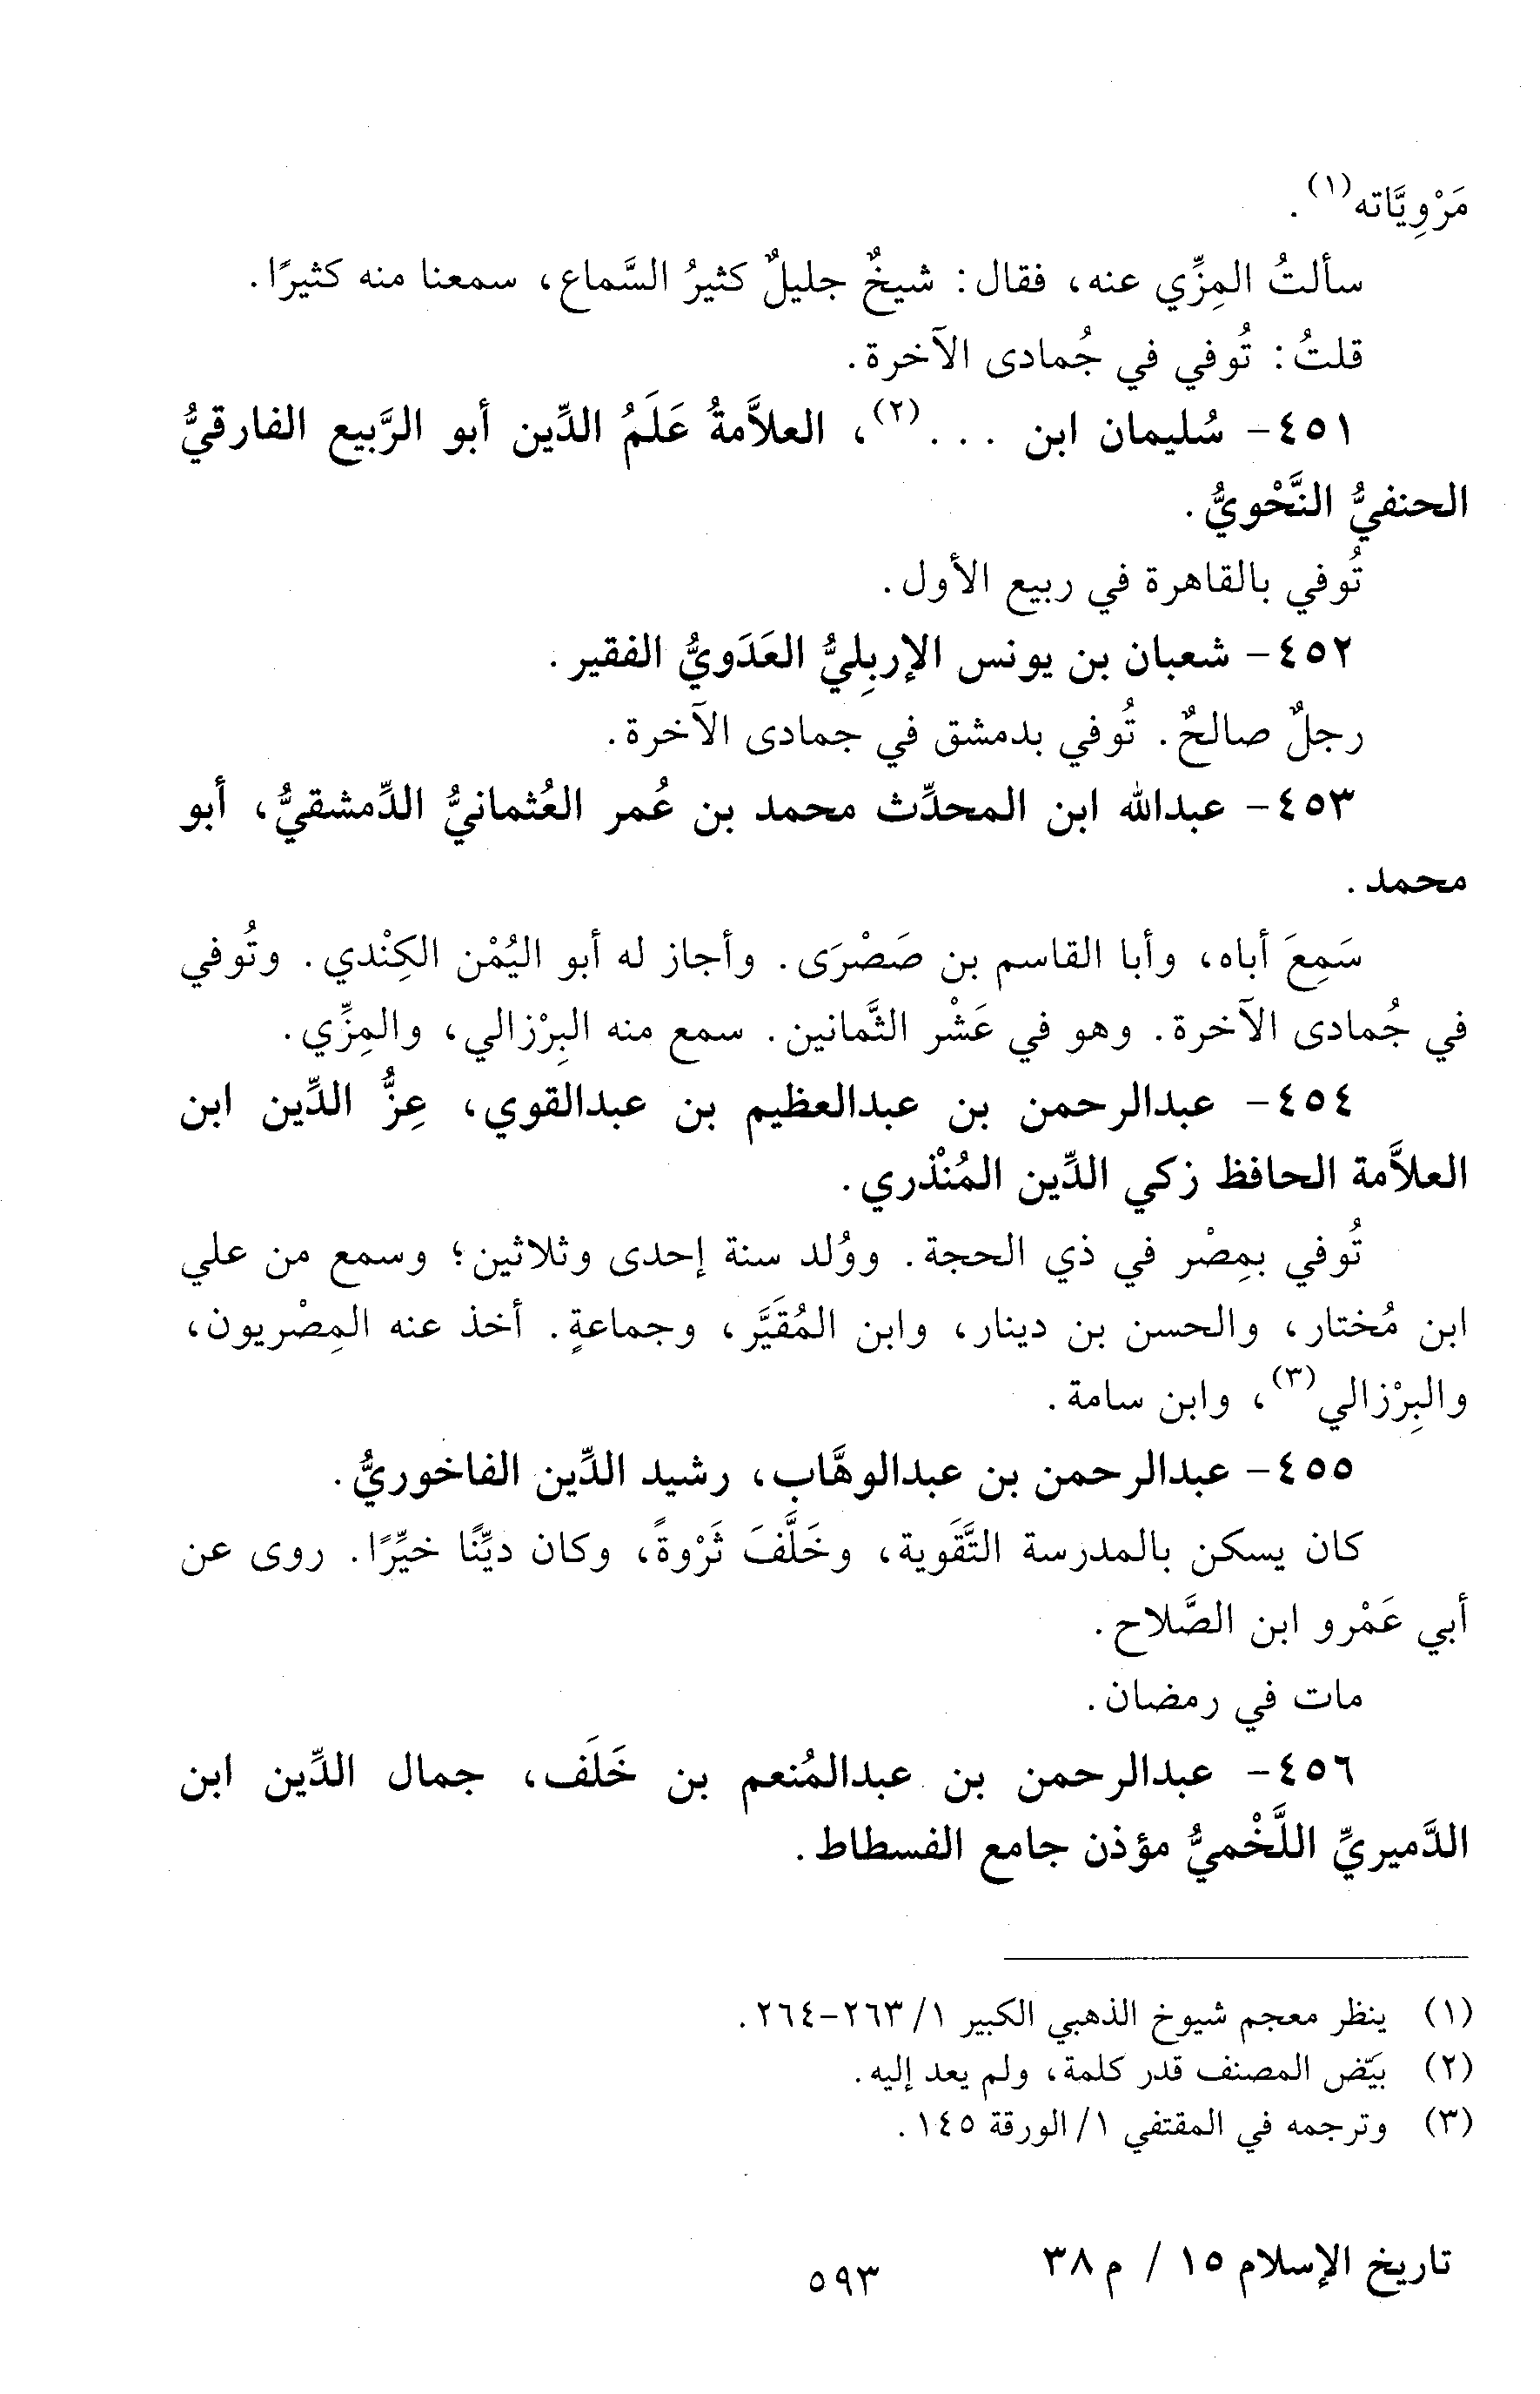 مَرْوِيَّاته(١).
سألتُ المِزِّي عنه، فقال: شيخٌ جليلٌ كثيرُ السَّماع، سمعنا منه كثيرًا.
قلتُ: تُوفي في جُمادى الآخرة.
٤٥١- سُليمان ابن ...(٢)، العلاَّمةُ عَلَمُ الدِّين أبو الرَّبيع الفارقيُّ
الحنفيُّ النَّحْويُّ.
تُوفي بالقاهرة في ربيع الأول.
٤٥٢- شعبان بن يونس الإربِليُّ العَدَويُّ الفقير.
رجلٌ صالحٌ. تُوفي بدمشق في جمادى الآخرة.
٤٥٣- عبدالله ابن المحدِّث محمد بن عُمر العُثمانيُّ الدِّمشقيُّ، أبو
محمد.
سَمِعَ أباه، وأبا القاسم بن صَصْرَى. وأجاز له أبو اليُمْن الكِنْدي. وتُوفي
في جُمادى الآخرة. وهو في عَشْر الثَّمانين. سمع منه البِرْزالي، والمِزِّي.
٤٥٤- عبدالرحمن بن عبدالعظيم بن عبدالقوي، عِزُّ الدِّين ابن
العلاَّمة الحافظ زكي الدِّين المُنْذري.
تُوفي بمِصْر في ذي الحجة. ووُلد سنة إحدى وثلاثين؛ وسمع من علي
ابن مُختار، والحسن بن دينار، وابن المُقَيَّر، وجماعةٍ. أخذ عنه المِصْريون،
والبِرْزالي(٣)، وابن سامة.
٤٥٥- عبدالرحمن بن عبدالوهَّاب، رشيد الدِّين الفاخوريُّ.
كان يسكن بالمدرسة التَّقَوية، وخَلَّفَ ثَرْوةً، وكان ديِّنًا خيِّرًا. روى عن
أبي عَمْرو ابن الصَّلاح.
مات في رمضان.
٤٥٦- عبدالرحمن بن عبدالمُنعم بن خَلَف، جمال الدِّين ابن
الدَّميريِّ اللَّخْميُّ مؤذن جامع الفسطاط.
(١) ينظر معجم شيوخ الذهبي الكبير ١/ ٢٦٣-٢٦٤.
(٢) بيّض المصنف قدر كلمة، ولم يعد إليه.
(٣) وترجمه في المقتفي ١/ الورقة ١٤٥.
تاريخ الإسلام ١٥ / م ٣٨
٥٩٣